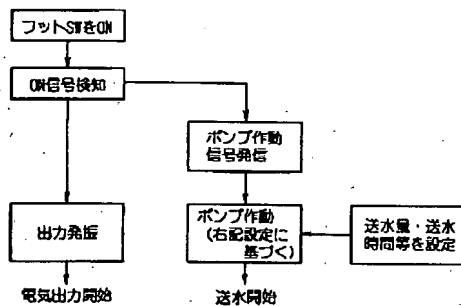 フットSWをON
ON信号検知
ポンプ作動
信号発信
出力発振
ポンプ作動
(右記設定に
基づく)
送水量・送水
時間等を設定
電気出力開始
送水開始